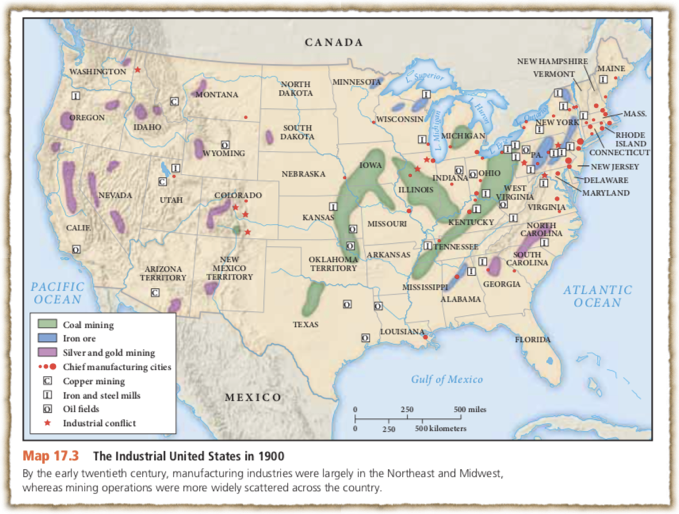 CANADA
NEW HAMPSHIRE
VERMONT
MAINE
WASHINGTON
MONTANA
NORTH
DAKOTA
MINNESOTA
L. Superior
L. Michigan
L. Huron
OREGON
IDAHO
SOUTH
DAKOTA
WISCONSIN
MICHIGAN
NEW YORK
MASS.
RHODE
ISLAND
CONNECTICUT
WYOMING
NEBRASKA
IOWA
PA.
NEW JERSEY
DELAWARE
MARYLAND
NEVADA
UTAH
COLORADO
ILLINOIS
INDIANA
OHIO
WEST
VIRGINIA
VIRGINIA
CALIF
KANSAS
MISSOURI
KENTUCKY
NORTH
CAROLINA
ARIZONA
TERRITORY
NEW
MEXICO
TERRITORY
OKLAHOMA
TERRITORY
ARKANSAS
TENNESSEE
SOUTH
CAROLINA
PACIFIC
OCEAN
MISSISSIPPI
ALABAMA
GEORGIA
ATLANTIC
OCEAN
TEXAS
LOUISIANA
FLORIDA
MEXICO
Gulf of Mexico
Coal mining
Iron ore
Silver and gold mining
Chief manufacturing cities
C Copper mining
I Iron and steel mills
O Oil fields
Industrial conflict
0 250 500 miles
0 250 500 kilometers
Map 17.3 The Industrial United States in 1900
By the early twentieth century, manufacturing industries were largely in the Northeast and Midwest,
whereas mining operations were more widely scattered across the country.